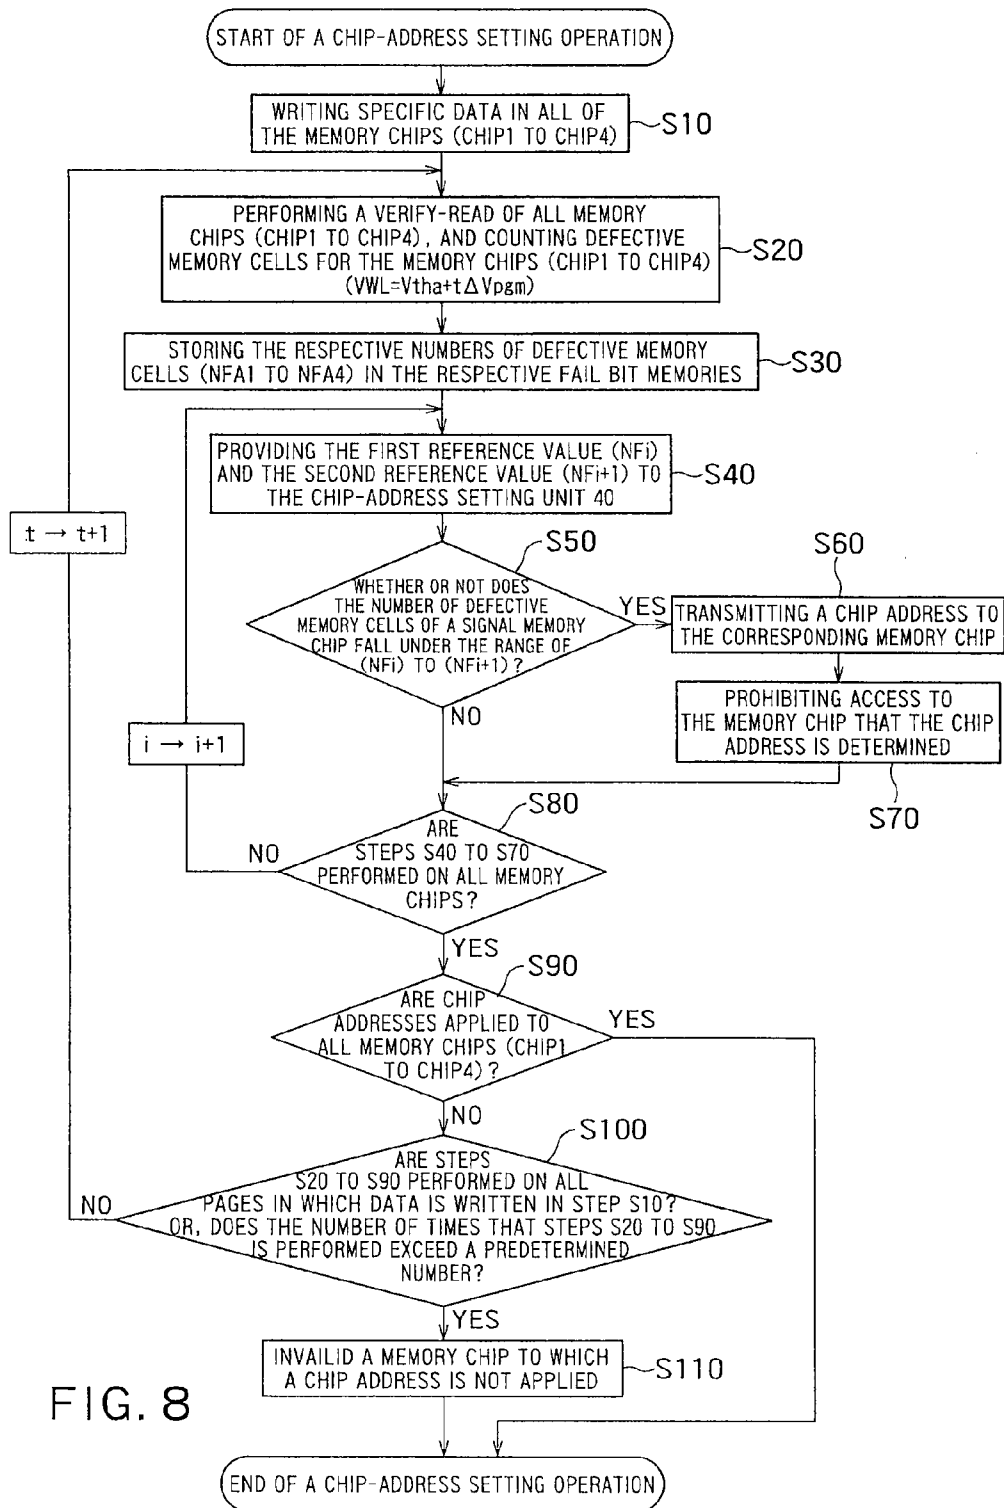 START OF A CHIP-ADDRESS SETTING OPERATION
WRITING SPECIFIC DATA IN ALL OF
THE MEMORY CHIPS (CHIP1 TO CHIP4)
S10
PERFORMING A VERIFY-READ OF ALL MEMORY
CHIPS (CHIP1 TO CHIP4), AND COUNTING DEFECTIVE
MEMORY CELLS FOR THE MEMORY CHIPS (CHIP1 TO CHIP4)
(VWL=Vtha+tΔVpgm)
S20
STORING THE RESPECTIVE NUMBERS OF DEFECTIVE MEMORY
CELLS (NFA1 TO NFA4) IN THE RESPECTIVE FAIL BIT MEMORIES
S30
PROVIDING THE FIRST REFERENCE VALUE (NFi)
AND THE SECOND REFERENCE VALUE (NFi+1) TO
THE CHIP-ADDRESS SETTING UNIT 40
S40
t → t+1
S50
WHETHER OR NOT DOES
THE NUMBER OF DEFECTIVE
MEMORY CELLS OF A SIGNAL MEMORY
CHIP FALL UNDER THE RANGE OF
(NFi) TO (NFi+1)?
YES
S60
TRANSMITTING A CHIP ADDRESS TO
THE CORRESPONDING MEMORY CHIP
PROHIBITING ACCESS TO
THE MEMORY CHIP THAT THE CHIP
ADDRESS IS DETERMINED
S70
NO
i → i+1
S80
ARE
STEPS S40 TO S70
PERFORMED ON ALL MEMORY
CHIPS?
NO
YES
S90
ARE CHIP
ADDRESSES APPLIED TO
ALL MEMORY CHIPS (CHIP1
TO CHIP4)?
YES
NO
S100
ARE STEPS
S20 TO S90 PERFORMED ON ALL
PAGES IN WHICH DATA IS WRITTEN IN STEP S10?
OR, DOES THE NUMBER OF TIMES THAT STEPS S20 TO S90
IS PERFORMED EXCEED A PREDETERMINED
NUMBER?
NO
YES
INVAILID A MEMORY CHIP TO WHICH
A CHIP ADDRESS IS NOT APPLIED
S110
FIG. 8
END OF A CHIP-ADDRESS SETTING OPERATION